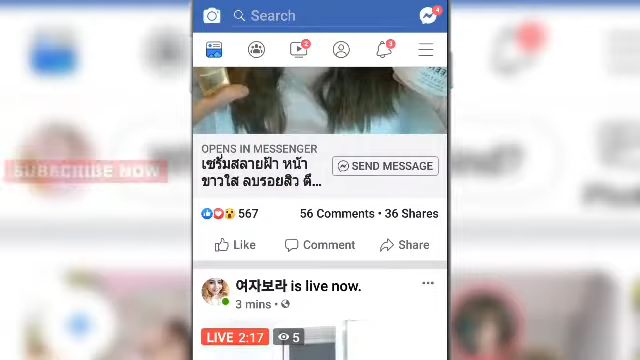 Search
4
2
3
OPENS IN MESSENGER
เซรั่มสลายฝ้า หน้า
ขาวใส ลบรอยสิว ตี...
SEND MESSAGE
567
56 Comments • 36 Shares
Like
Comment
Share
여자보라 is live now.
3 mins
LIVE 2:17
5
SUBSCRIBE NOW